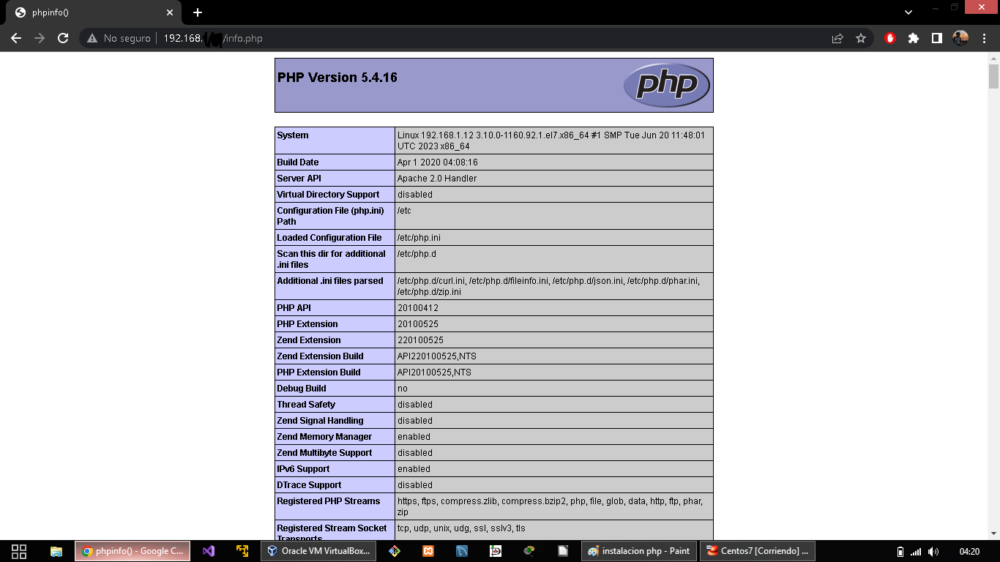 phpinfo()
No seguro
192.168.
/info.php
PHP Version 5.4.16
php
System
Linux 192.168.1.12 3.10.0-1160.92.1.el7.x86_64 #1 SMP Tue Jun 20 11:48:01
UTC 2023 x86_64
Build Date
Apr 1 2020 04:08:16
Server API
Apache 2.0 Handler
Virtual Directory Support
disabled
Configuration File (php.ini)
Path
/etc
Loaded Configuration File
/etc/php.ini
Scan this dir for additional
.ini files
/etc/php.d
Additional .ini files parsed
/etc/php.d/curl.ini, /etc/php.d/fileinfo.ini, /etc/php.d/json.ini, /etc/php.d/phar.ini,
/etc/php.d/zip.ini
PHP API
20100412
PHP Extension
20100525
Zend Extension
220100525
Zend Extension Build
API220100525,NTS
PHP Extension Build
API20100525,NTS
Debug Build
no
Thread Safety
disabled
Zend Signal Handling
disabled
Zend Memory Manager
enabled
Zend Multibyte Support
disabled
IPv6 Support
enabled
DTrace Support
disabled
Registered PHP Streams
https, ftps, compress.zlib, compress.bzip2, php, file, glob, data, http, ftp, phar,
zip
Registered Stream Socket
Transports
tcp, udp, unix, udg, ssl, sslv3, tls
phpinfo() - Google C...
Oracle VM VirtualBox...
instalacion php - Paint
Centos7 [Corriendo] ...
04:20